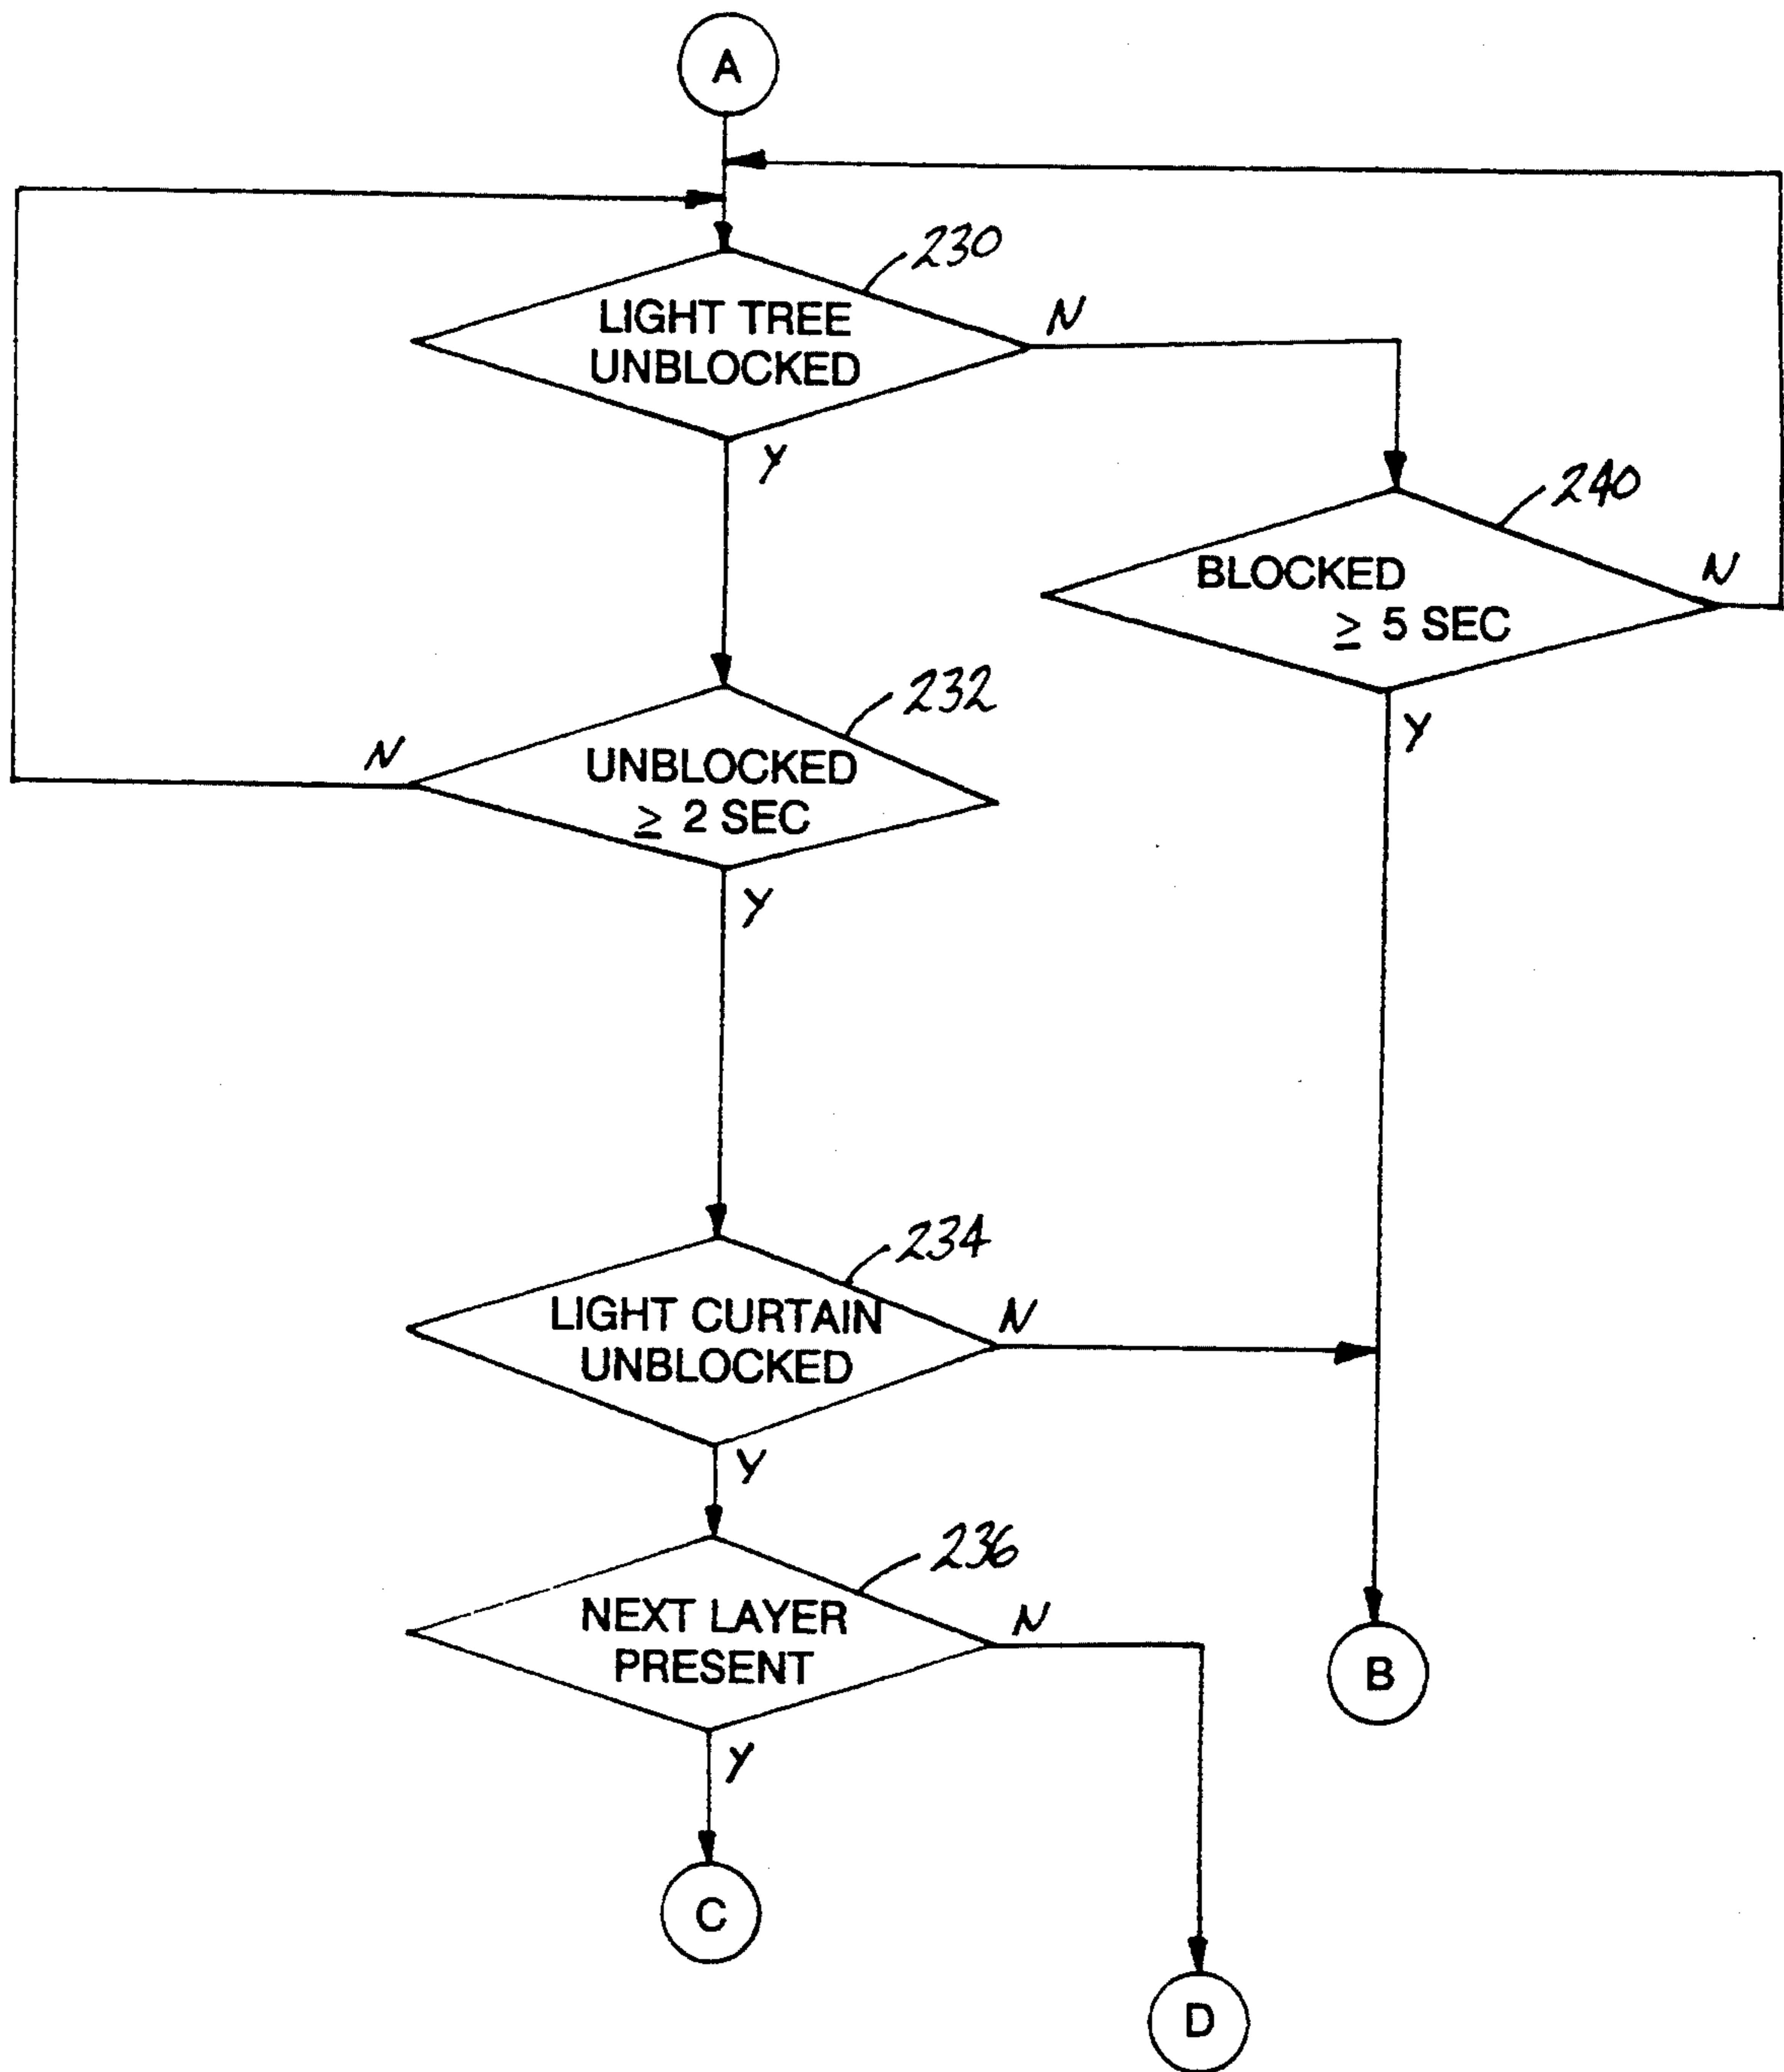 A
230
LIGHT TREE
UNBLOCKED
N
Y
240
BLOCKED
≥ 5 SEC
N
Y
232
UNBLOCKED
≥ 2 SEC
N
Y
234
LIGHT CURTAIN
UNBLOCKED
N
Y
236
NEXT LAYER
PRESENT
N
Y
B
C
D